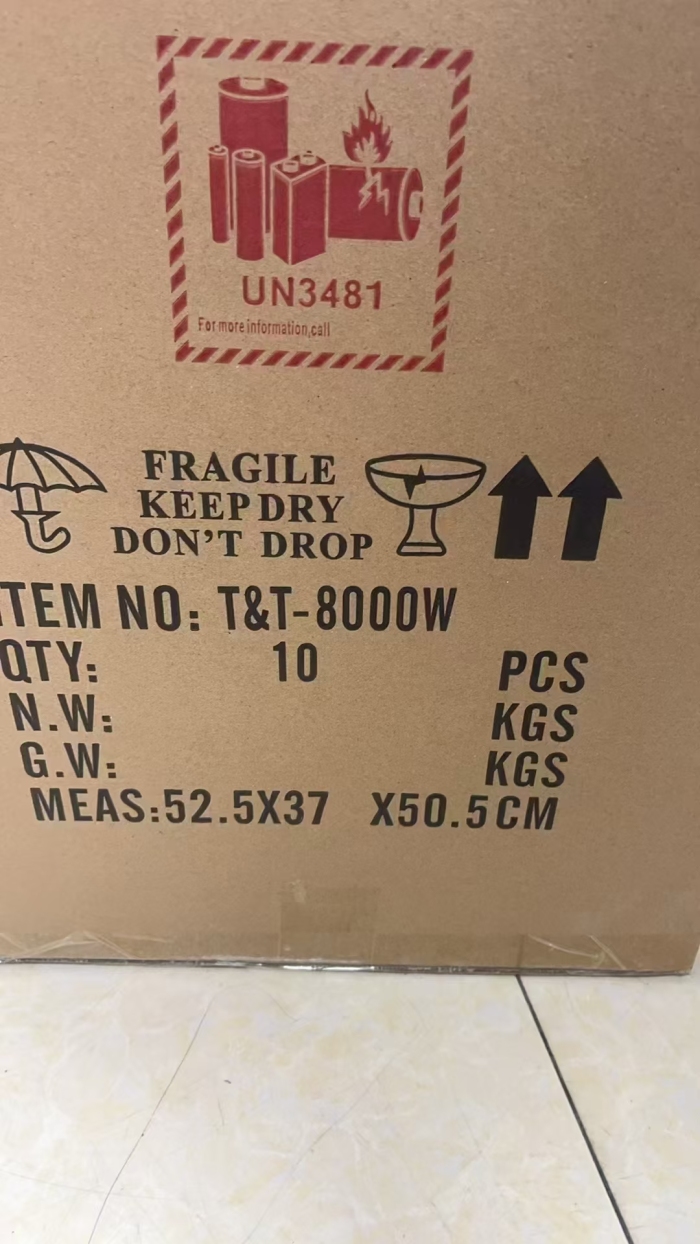 UN3481
For more information,call
FRAGILE
KEEP DRY
DON'T DROP
ITEM NO: T&T-8000W
QTY: 10 PCS
N.W: KGS
G.W: KGS
MEAS:52.5X37 X50.5CM